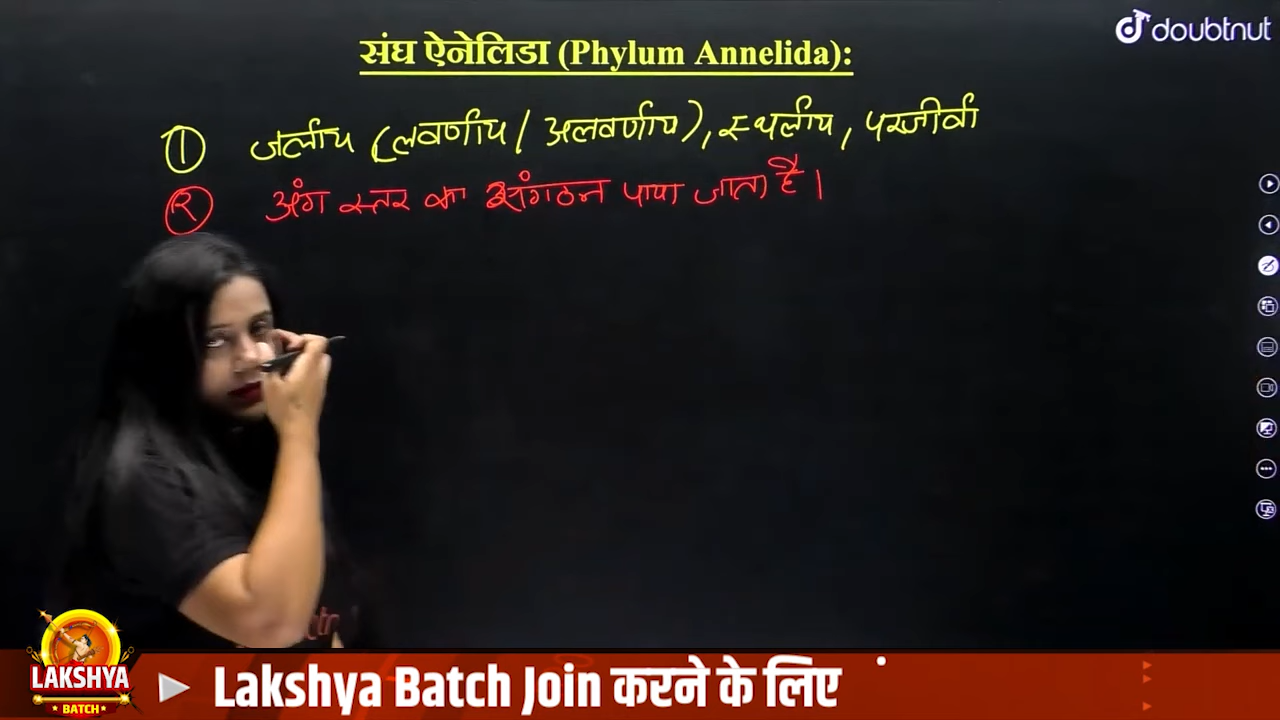 doubtnut
संघ ऐनेलिडा (Phylum Annelida):
① जलीय (लवणीय / अलवणीय), स्थलीय, परजीवी
② अंग स्तर का संगठन पाया जाता है।
LAKSHYA
BATCH
Lakshya Batch Join करने के लिए